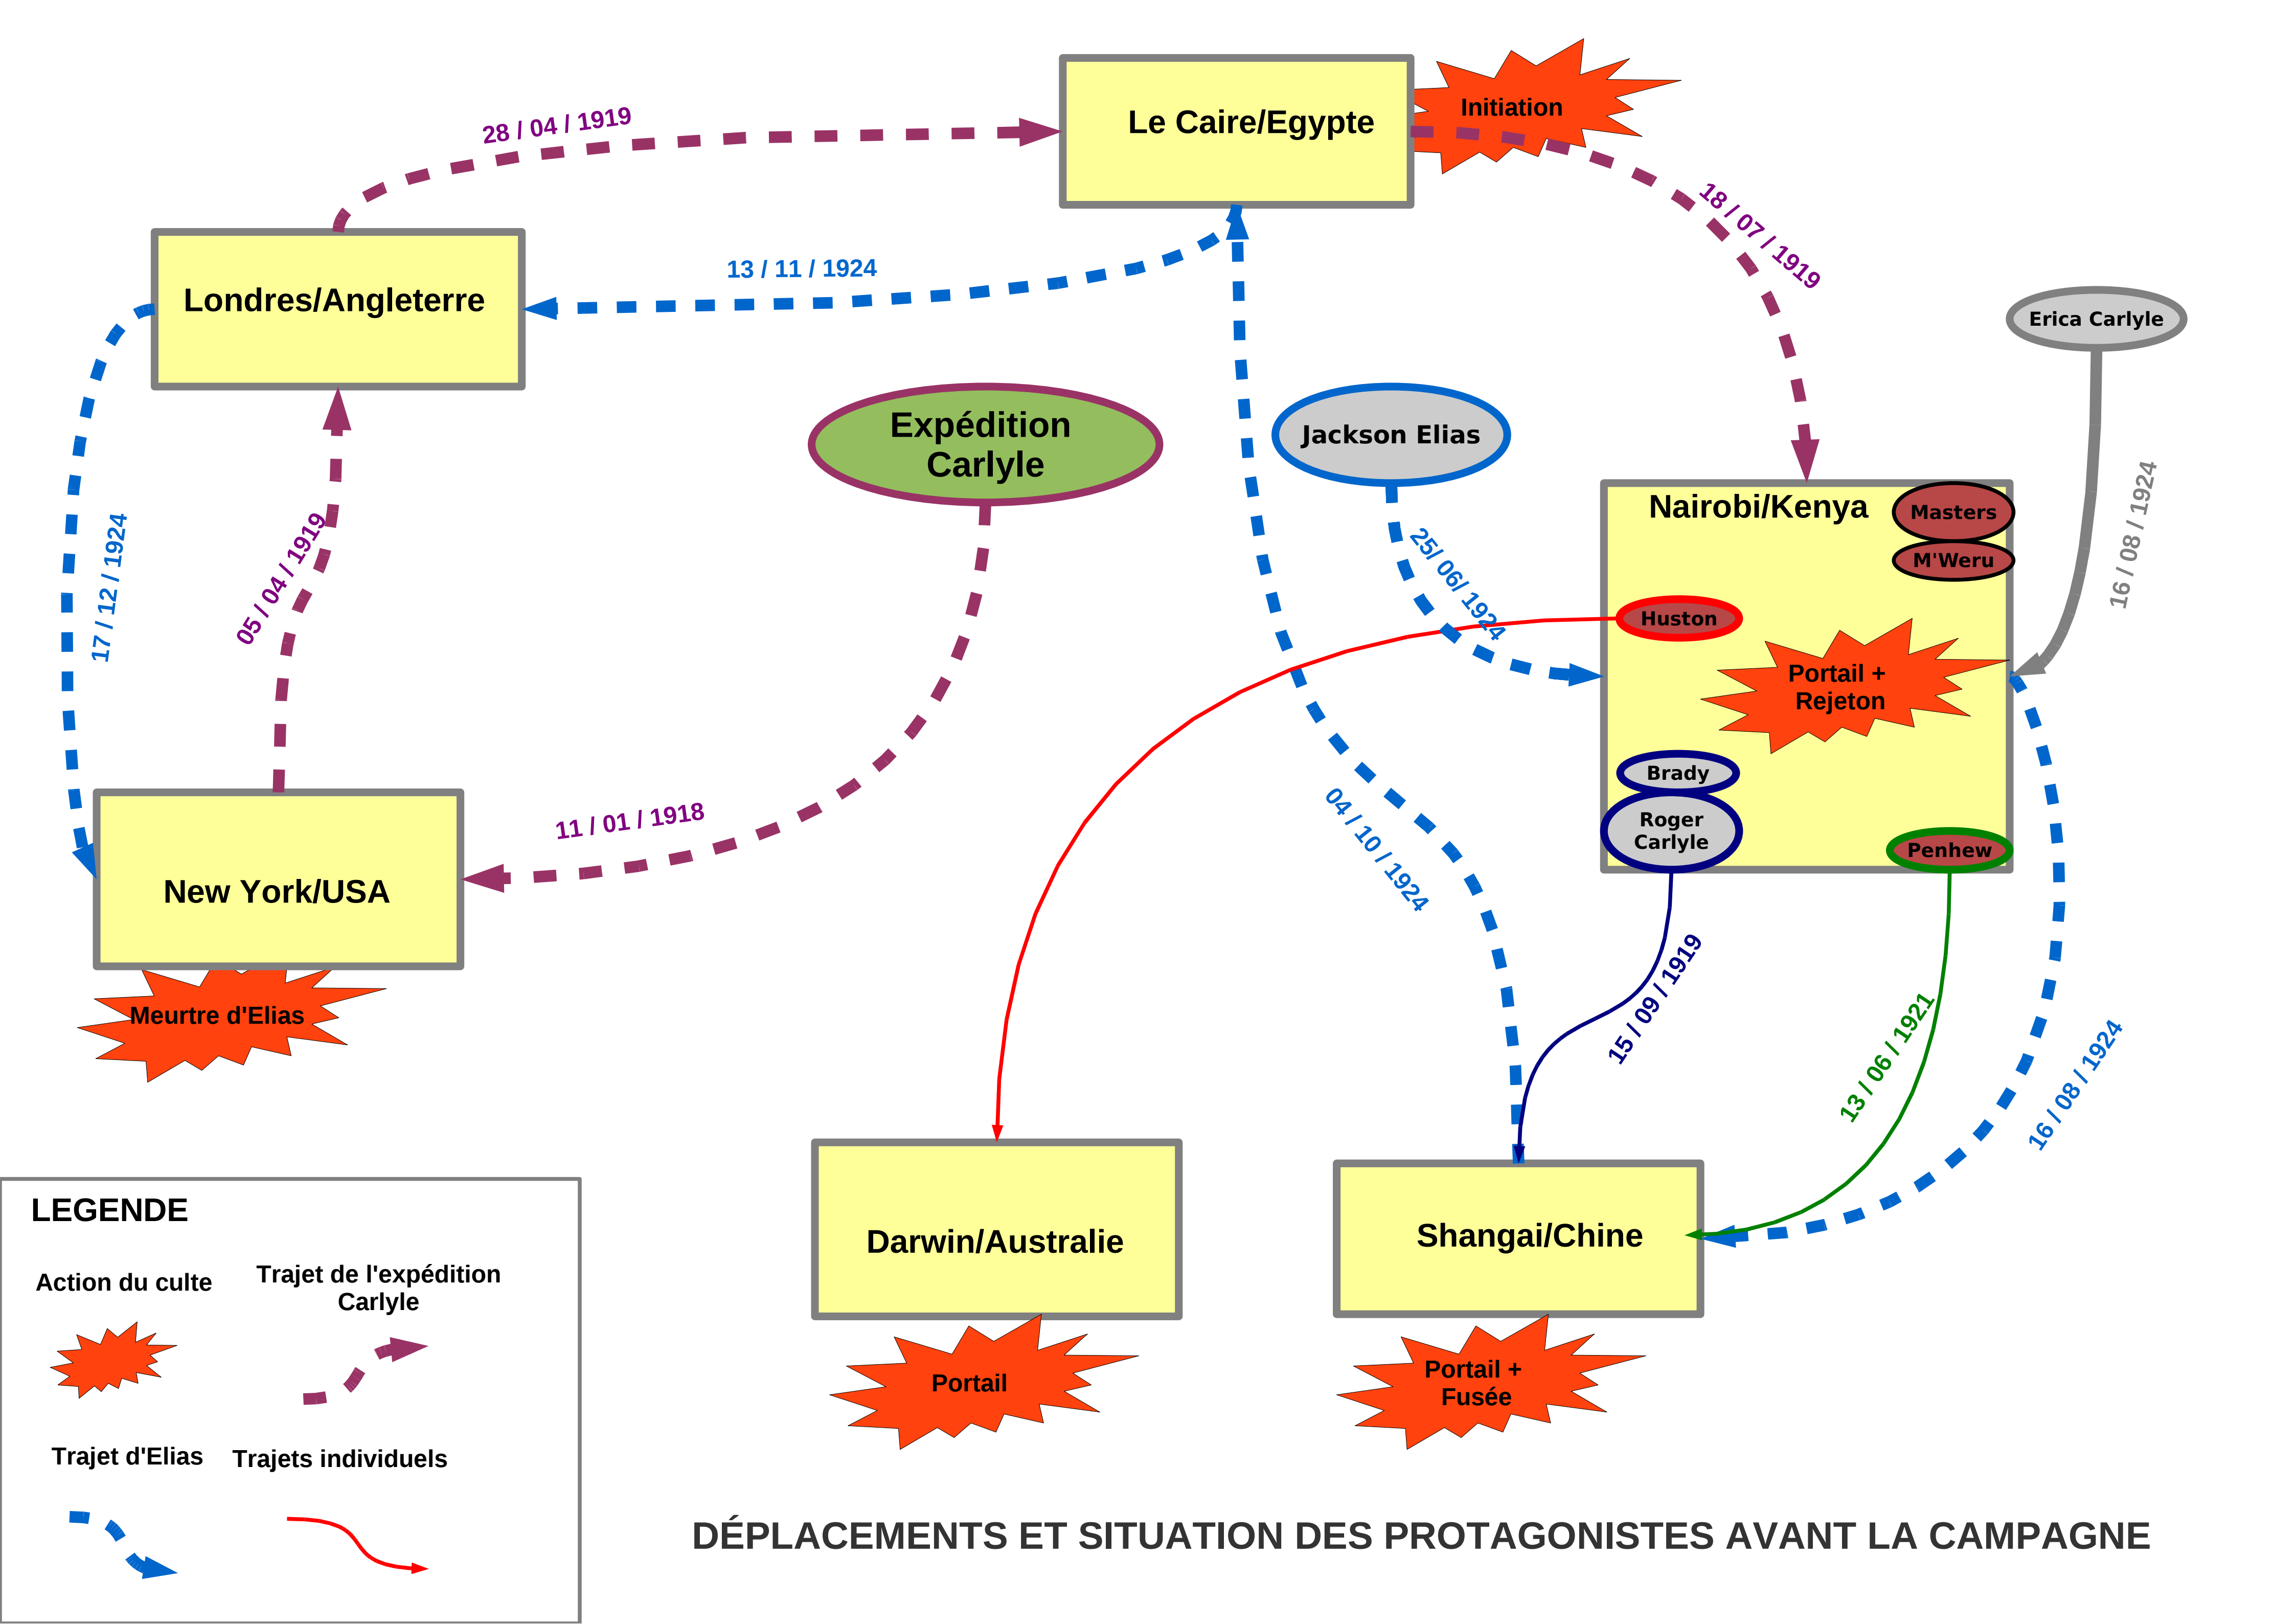 Initiation
Le Caire/Egypte
28 / 04 / 1919
18 / 07 / 1919
13 / 11 / 1924
Londres/Angleterre
Erica Carlyle
Expédition
Carlyle
Jackson Elias
16 / 08 / 1924
Nairobi/Kenya
Masters
M'Weru
25/ 06/ 1924
17 / 12 / 1924
05 / 04 / 1919
Huston
Portail +
Rejeton
Brady
Roger
Carlyle
Penhew
11 / 01 / 1918
04 / 10 / 1924
New York/USA
Meurtre d'Elias
15 / 09 / 1919
13 / 06 / 1921
16 / 08 / 1924
Darwin/Australie
Shangai/Chine
Portail
Portail +
Fusée
LEGENDE
Action du culte
Trajet de l'expédition
Carlyle
Trajet d'Elias
Trajets individuels
DÉPLACEMENTS ET SITUATION DES PROTAGONISTES AVANT LA CAMPAGNE